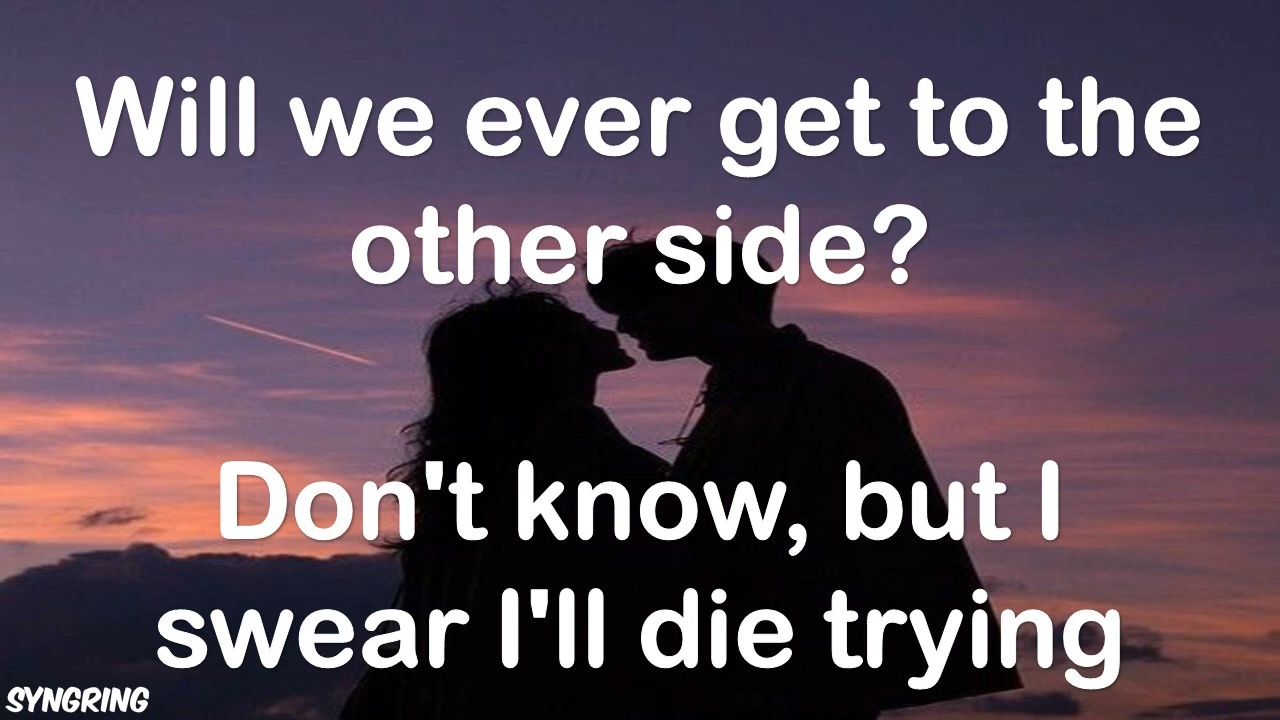 Will we ever get to the
other side?
Don't know, but I
swear I'll die trying
SYNGRING